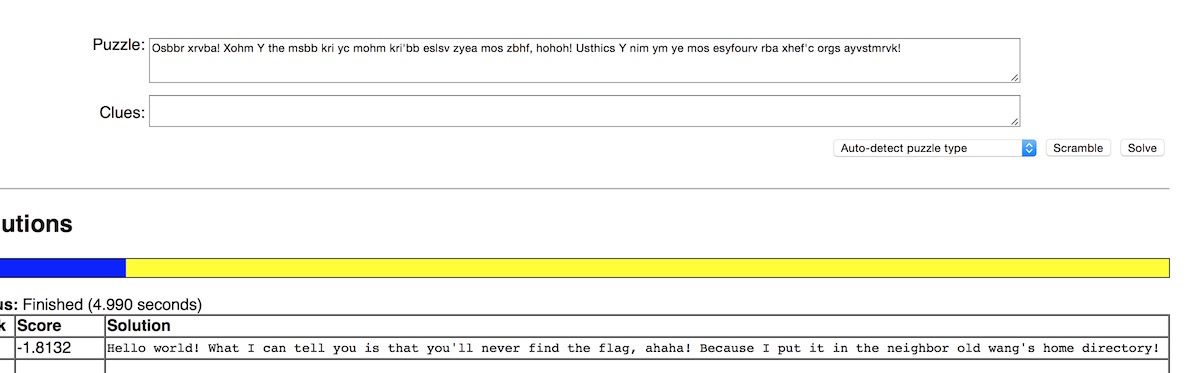 Puzzle: Osbbr xrvba! Xohm Y the msbb kri yc mohm kri'bb eslsv zyea mos zbhf, hohoh! Usthics Y nim ym ye mos esyfourv rba xhef'c orgs ayvstmrvk!
Clues:
Auto-detect puzzle type Scramble Solve
utions
us: Finished (4.990 seconds)
k Score Solution
-1.8132 Hello world! What I can tell you is that you'll never find the flag, ahaha! Because I put it in the neighbor old wang's home directory!